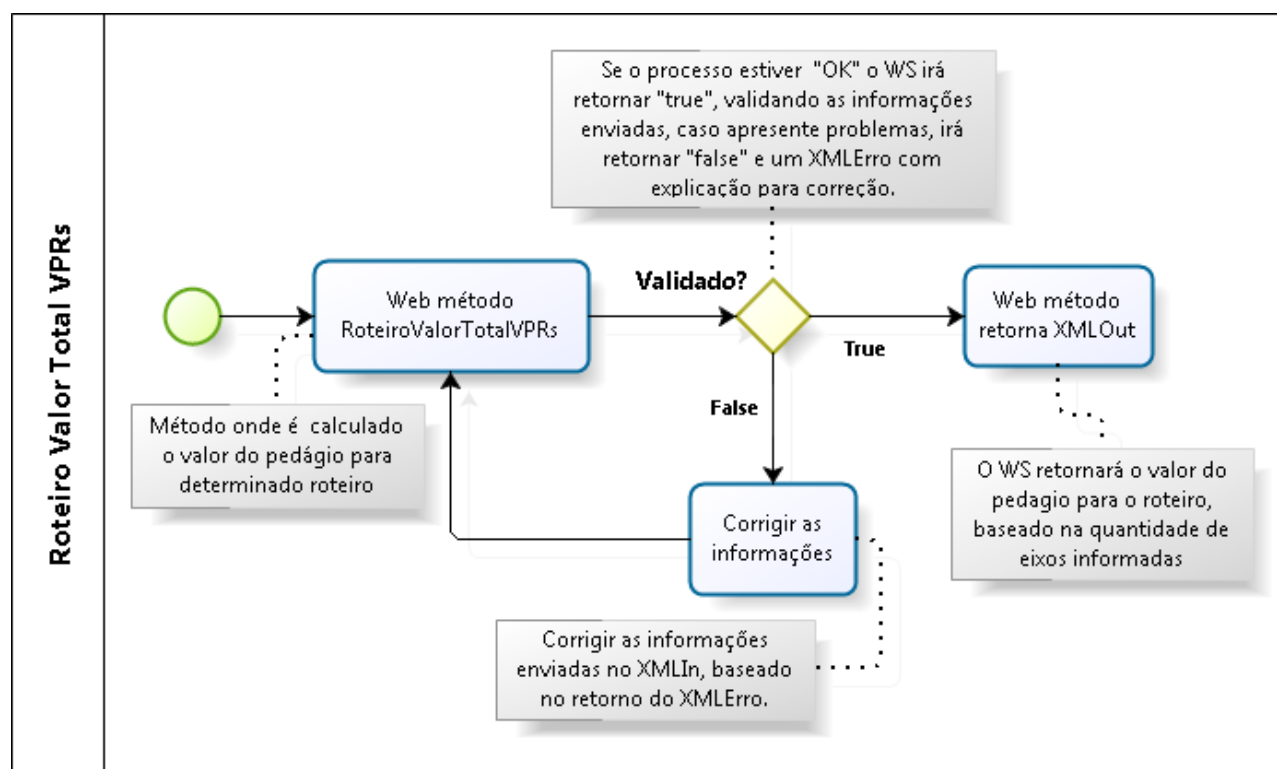 Roteiro Valor Total VPRs
Se o processo estiver "OK" o WS irá
retornar "true", validando as informações
enviadas, caso apresente problemas, irá
retornar "false" e um XMLErro com
explicação para correção.
Web método
RoteiroValorTotalVPRs
Validado?
True
Web método
retorna XMLOut
False
Método onde é calculado
o valor do pedágio para
determinado roteiro
Corrigir as
informações
O WS retornará o valor do
pedagio para o roteiro,
baseado na quantidade de
eixos informadas
Corrigir as informações
enviadas no XMLIn, baseado
no retorno do XMLErro.